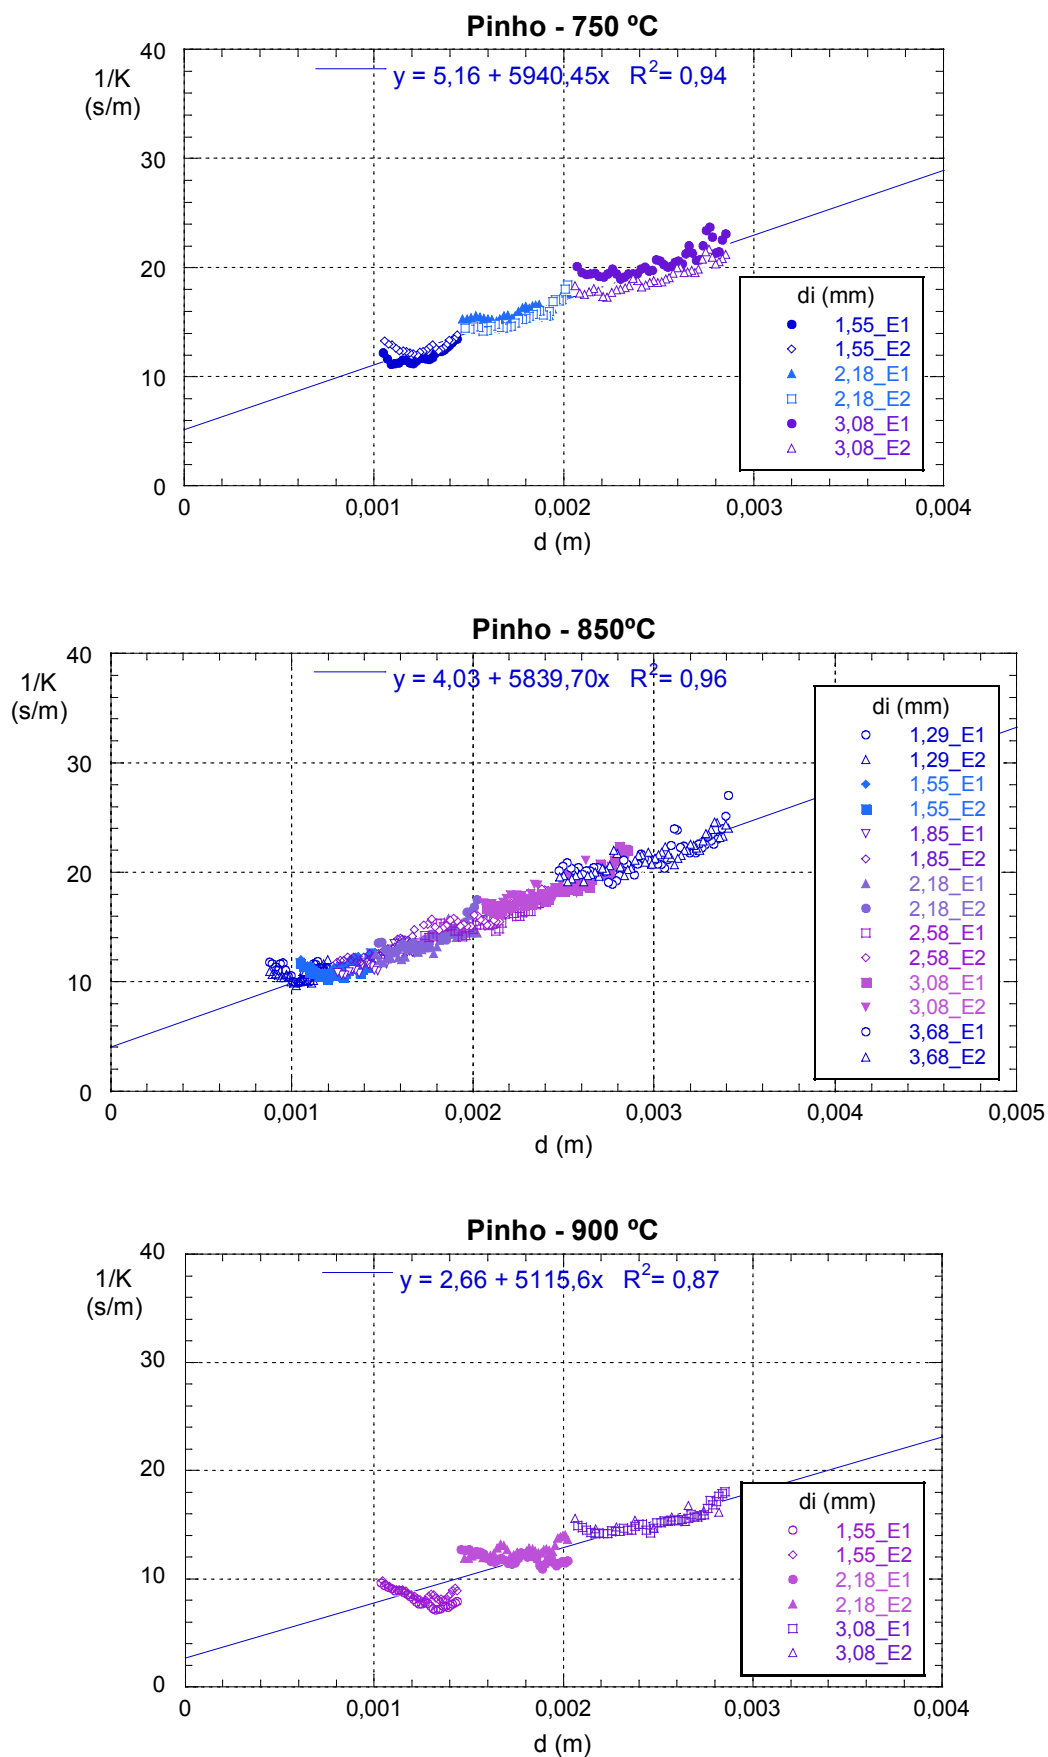 Pinho - 750 ºC
40
1/K
(s/m)
y = 5,16 + 5940,45x R2= 0,94
30
20
10
0
di (mm)
1,55_E1
1,55_E2
2,18_E1
2,18_E2
3,08_E1
3,08_E2
0 0,001 0,002 0,003 0,004
d (m)
Pinho - 850ºC
40
1/K
(s/m)
y = 4,03 + 5839,70x R2= 0,96
30
20
10
0
di (mm)
1,29_E1
1,29_E2
1,55_E1
1,55_E2
1,85_E1
1,85_E2
2,18_E1
2,18_E2
2,58_E1
2,58_E2
3,08_E1
3,08_E2
3,68_E1
3,68_E2
0 0,001 0,002 0,003 0,004 0,005
d (m)
Pinho - 900 ºC
40
1/K
(s/m)
y = 2,66 + 5115,6x R2= 0,87
30
20
10
0
di (mm)
1,55_E1
1,55_E2
2,18_E1
2,18_E2
3,08_E1
3,08_E2
0 0,001 0,002 0,003 0,004
d (m)